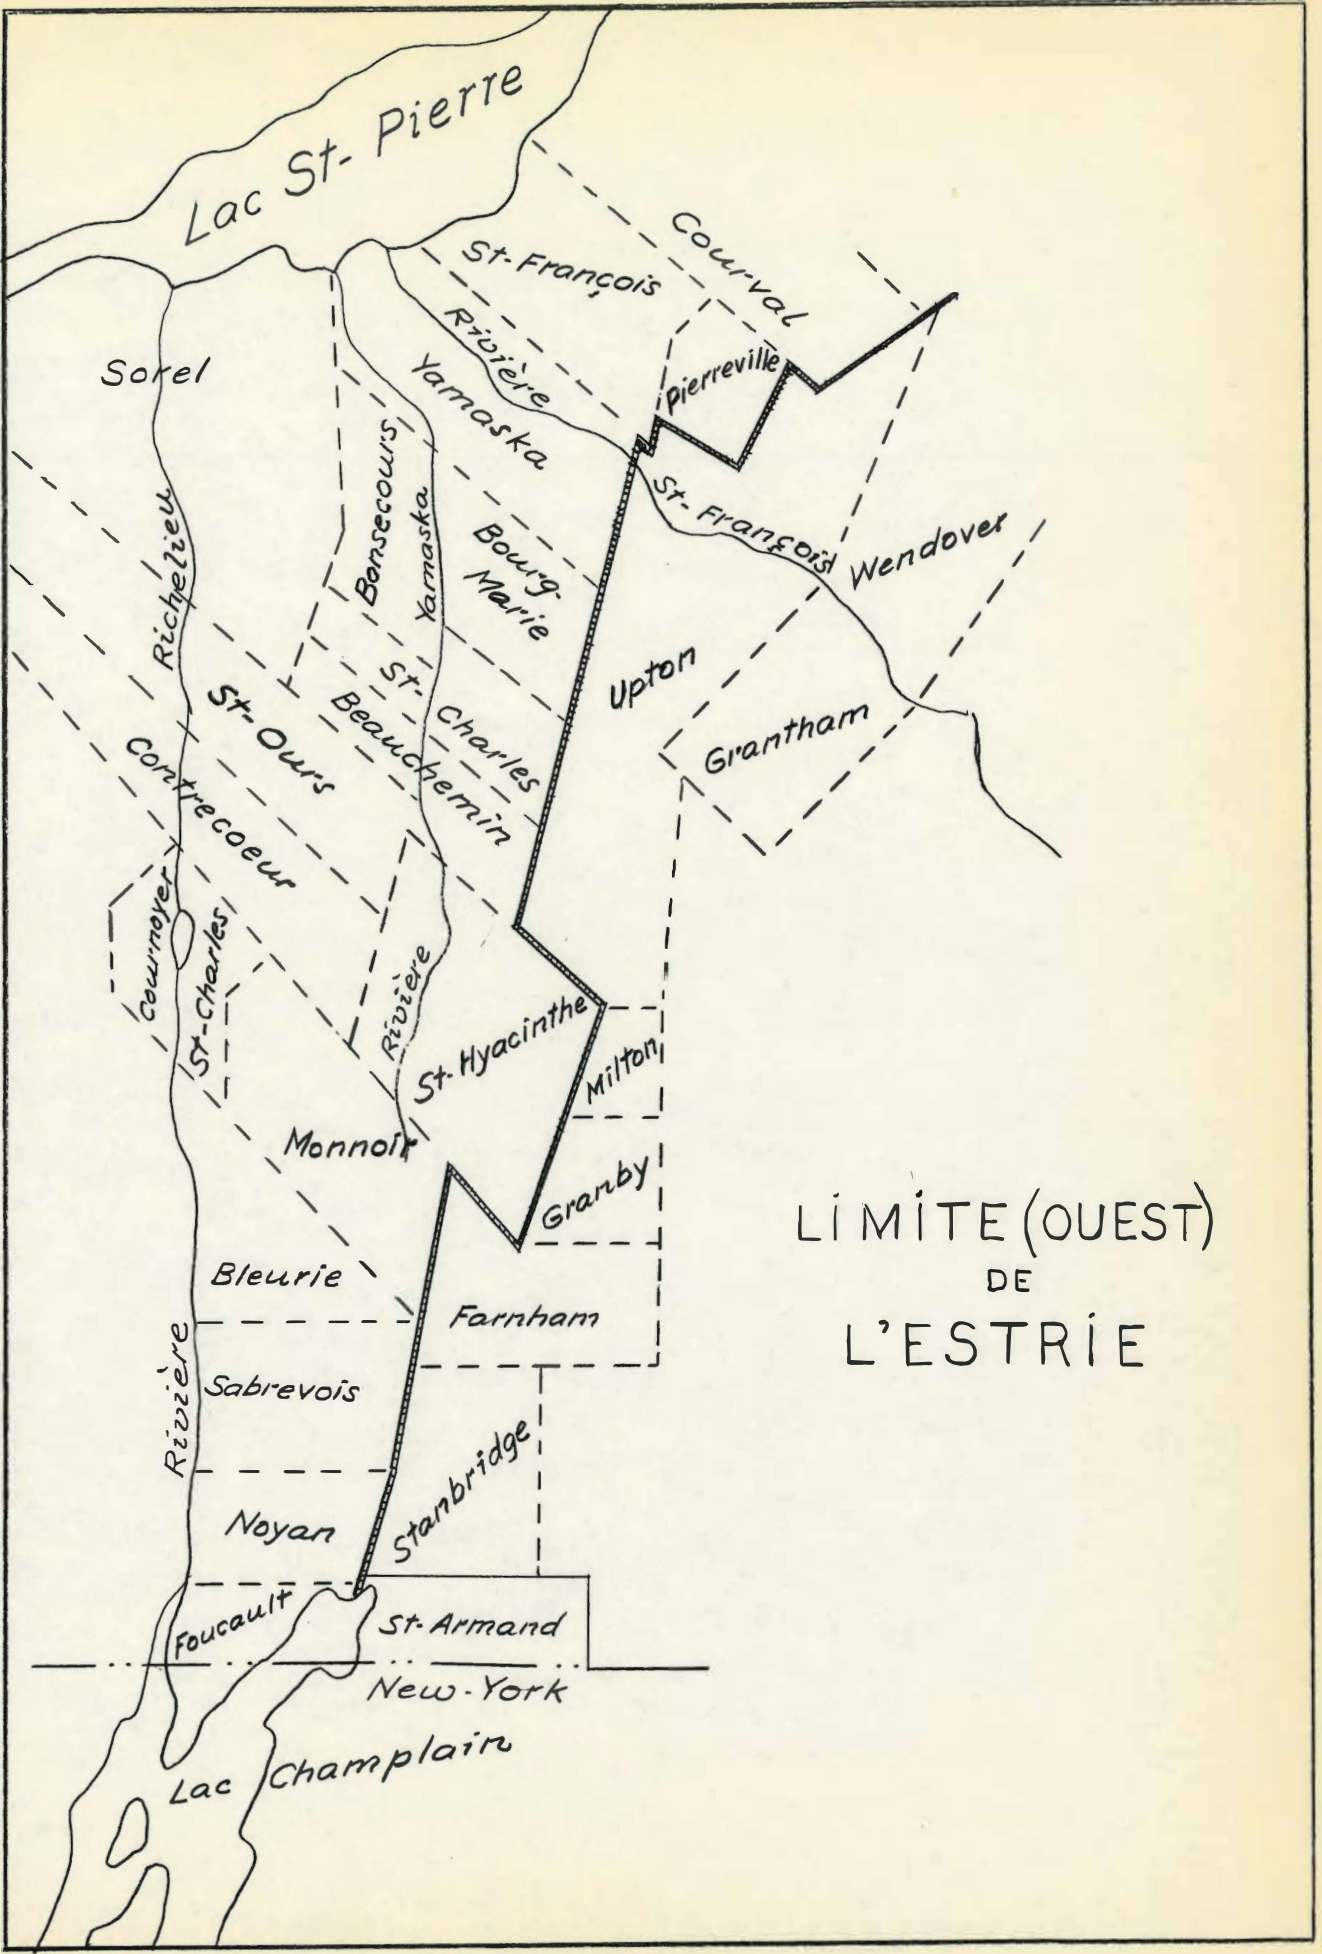 Lac St-Pierre
Courval
St-François
Rivière
Pierreville
Sorel
Yamaska
Bonsecours
Yamaska
St-François
Wendover
Bourg-
Marie
Richelieu
Upton
St-
Charles
Grantham
St-Ours
Beauchemin
Contrecoeur
Cournoyer
St-Charles
Rivière
St-Hyacinthe
Milton
Monnoir
Granby
LIMITE (OUEST)
DE
L'ESTRIE
Bleurie
Farnham
Rivière
Sabrevois
Stanbridge
Noyan
Foucault
St-Armand
New-York
Lac Champlain